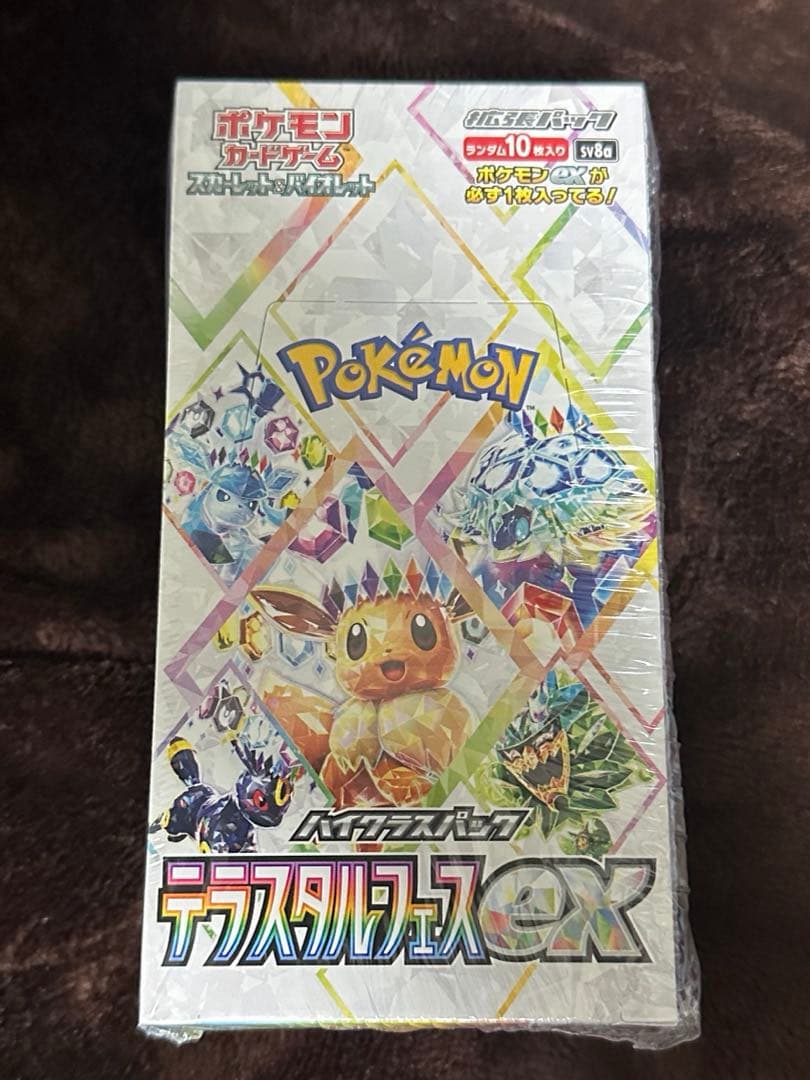 ポケモン
カードゲーム
スカーレット&バイオレット
拡張パック
ランダム10枚入り sv8a
ポケモンexが
必ず1枚入ってる!
POKéMON
TM
ハイクラスパック
テラスタルフェスex